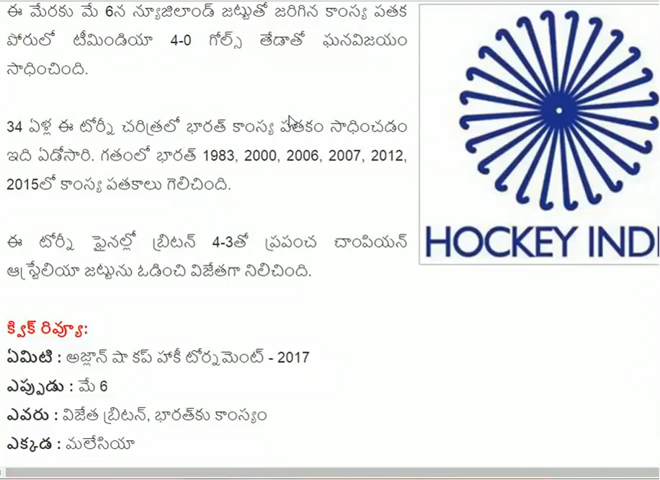 ఈ మేరకు మే 6న న్యూజిలాండ్ జట్టుతో జరిగిన కాంస్య పతక
పోరులో టీమిండియా 4-0 గోల్స్ తేడాతో ఘనవిజయం
సాధించింది.
34 ఏళ్ల ఈ టోర్నీ చరిత్రలో భారత్ కాంస్య పతకం సాధించడం
ఇది ఏడోసారి. గతంలో భారత్ 1983, 2000, 2006, 2007, 2012,
2015లో కాంస్య పతకాలు గెలిచింది.
ఈ టోర్నీ ఫైనల్లో బ్రిటన్ 4-3తో ప్రపంచ చాంపియన్
ఆస్ట్రేలియా జట్టును ఓడించి విజేతగా నిలిచింది.
HOCKEY INDI
క్విక్ రివ్యూ:
ఏమిటి : అజ్లాన్ షా కప్ హాకీ టోర్నమెంట్ - 2017
ఎప్పుడు : మే 6
ఎవరు : విజేత బ్రిటన్, భారత్‌కు కాంస్యం
ఎక్కడ : మలేసియా